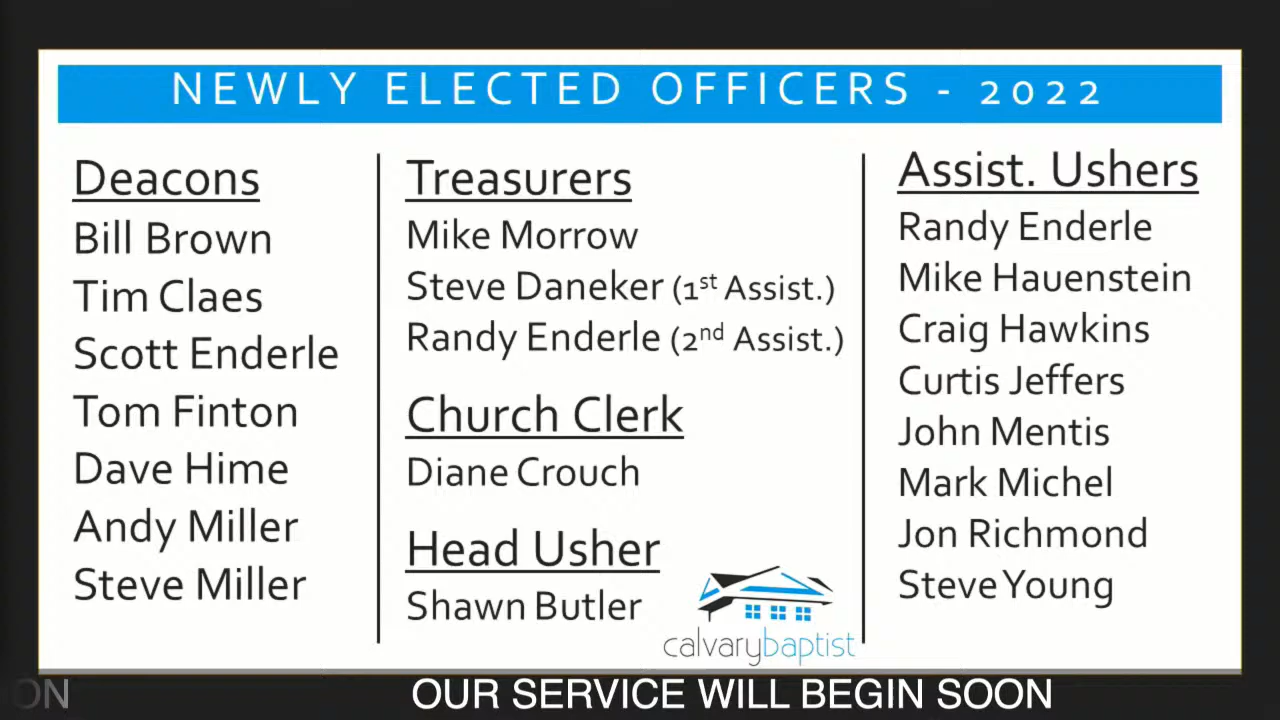 NEWLY ELECTED OFFICERS - 2022
Deacons
Bill Brown
Tim Claes
Scott Enderle
Tom Finton
Dave Hime
Andy Miller
Steve Miller
Treasurers
Mike Morrow
Steve Daneker (1st Assist.)
Randy Enderle (2nd Assist.)
Church Clerk
Diane Crouch
Head Usher
Shawn Butler
calvarybaptist
Assist. Ushers
Randy Enderle
Mike Hauenstein
Craig Hawkins
Curtis Jeffers
John Mentis
Mark Michel
Jon Richmond
Steve Young
ON OUR SERVICE WILL BEGIN SOON